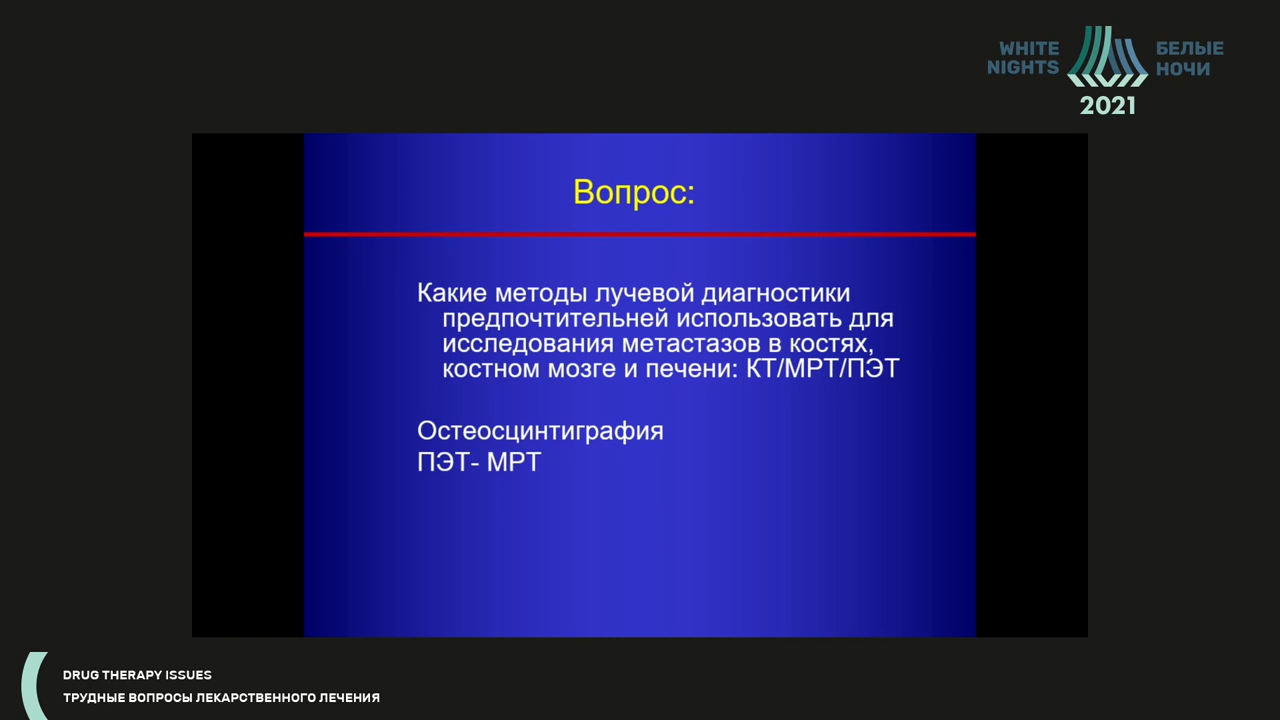 WHITE
NIGHTS
БЕЛЫЕ
НОЧИ
2021
Вопрос:
Какие методы лучевой диагностики
предпочтительней использовать для
исследования метастазов в костях,
костном мозге и печени: КТ/МРТ/ПЭТ
Остеосцинтиграфия
ПЭТ- МРТ
DRUG THERAPY ISSUES
ТРУДНЫЕ ВОПРОСЫ ЛЕКАРСТВЕННОГО ЛЕЧЕНИЯ